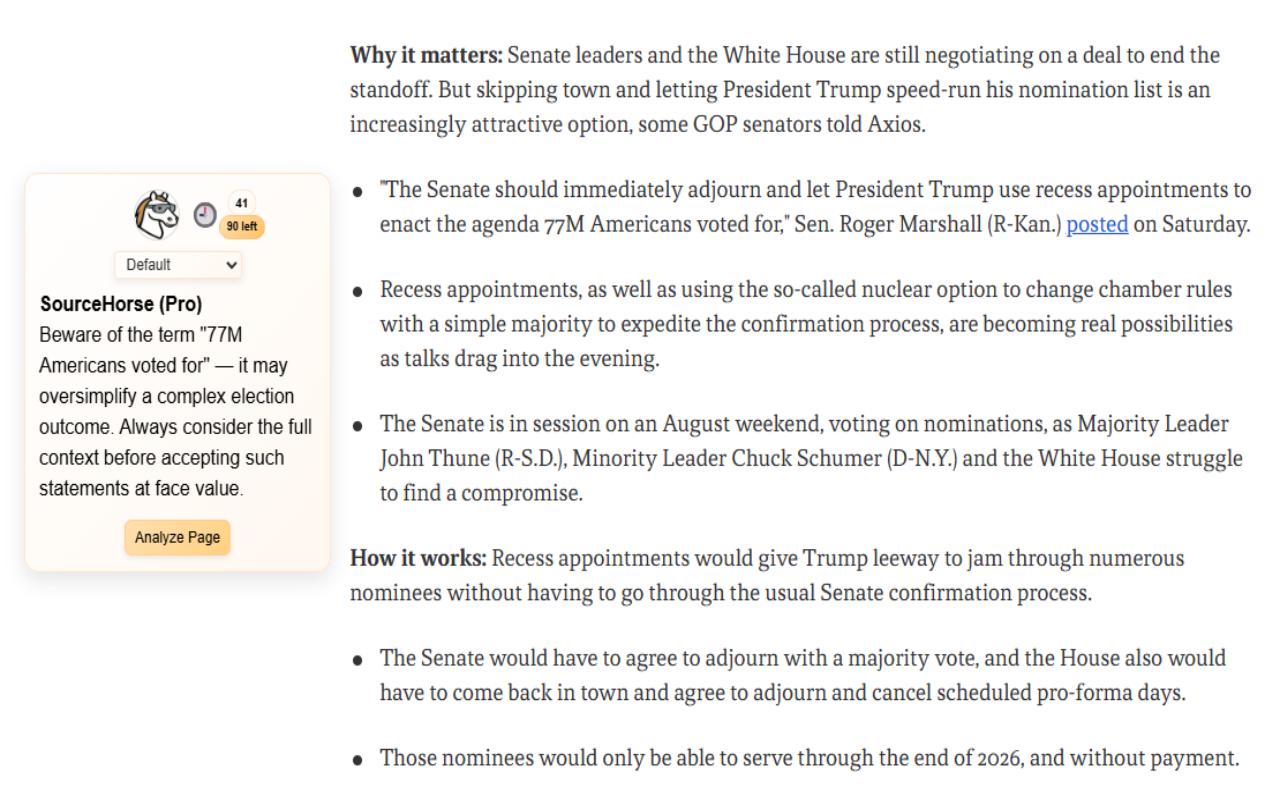 Why it matters: Senate leaders and the White House are still negotiating on a deal to end the
standoff. But skipping town and letting President Trump speed-run his nomination list is an
increasingly attractive option, some GOP senators told Axios.
"The Senate should immediately adjourn and let President Trump use recess appointments to
enact the agenda 77M Americans voted for," Sen. Roger Marshall (R-Kan.) posted on Saturday.
Recess appointments, as well as using the so-called nuclear option to change chamber rules
with a simple majority to expedite the confirmation process, are becoming real possibilities
as talks drag into the evening.
The Senate is in session on an August weekend, voting on nominations, as Majority Leader
John Thune (R-S.D.), Minority Leader Chuck Schumer (D-N.Y.) and the White House struggle
to find a compromise.
How it works: Recess appointments would give Trump leeway to jam through numerous
nominees without having to go through the usual Senate confirmation process.
The Senate would have to agree to adjourn with a majority vote, and the House also would
have to come back in town and agree to adjourn and cancel scheduled pro-forma days.
Those nominees would only be able to serve through the end of 2026, and without payment.
41
90 left
Default
SourceHorse (Pro)
Beware of the term "77M
Americans voted for" — it may
oversimplify a complex election
outcome. Always consider the full
context before accepting such
statements at face value.
Analyze Page